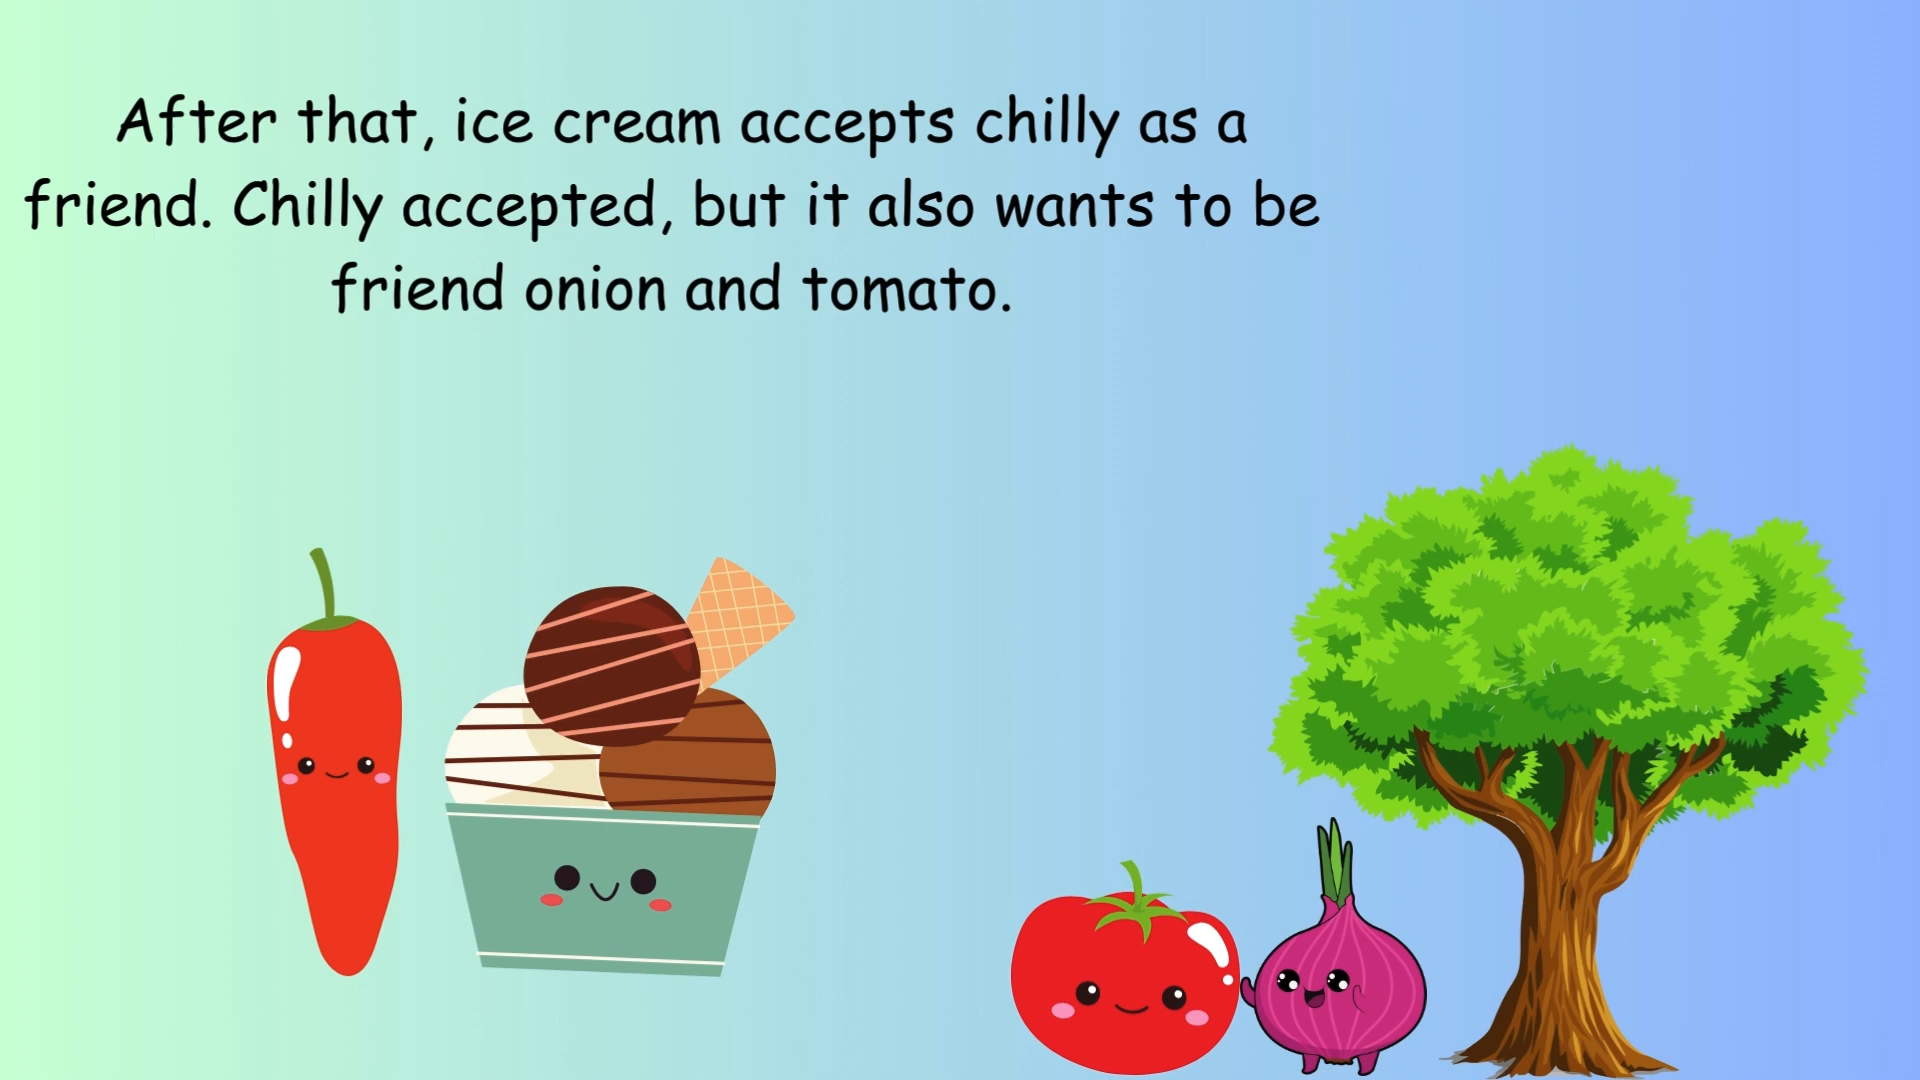 After that, ice cream accepts chilly as a
friend. Chilly accepted, but it also wants to be
friend onion and tomato.